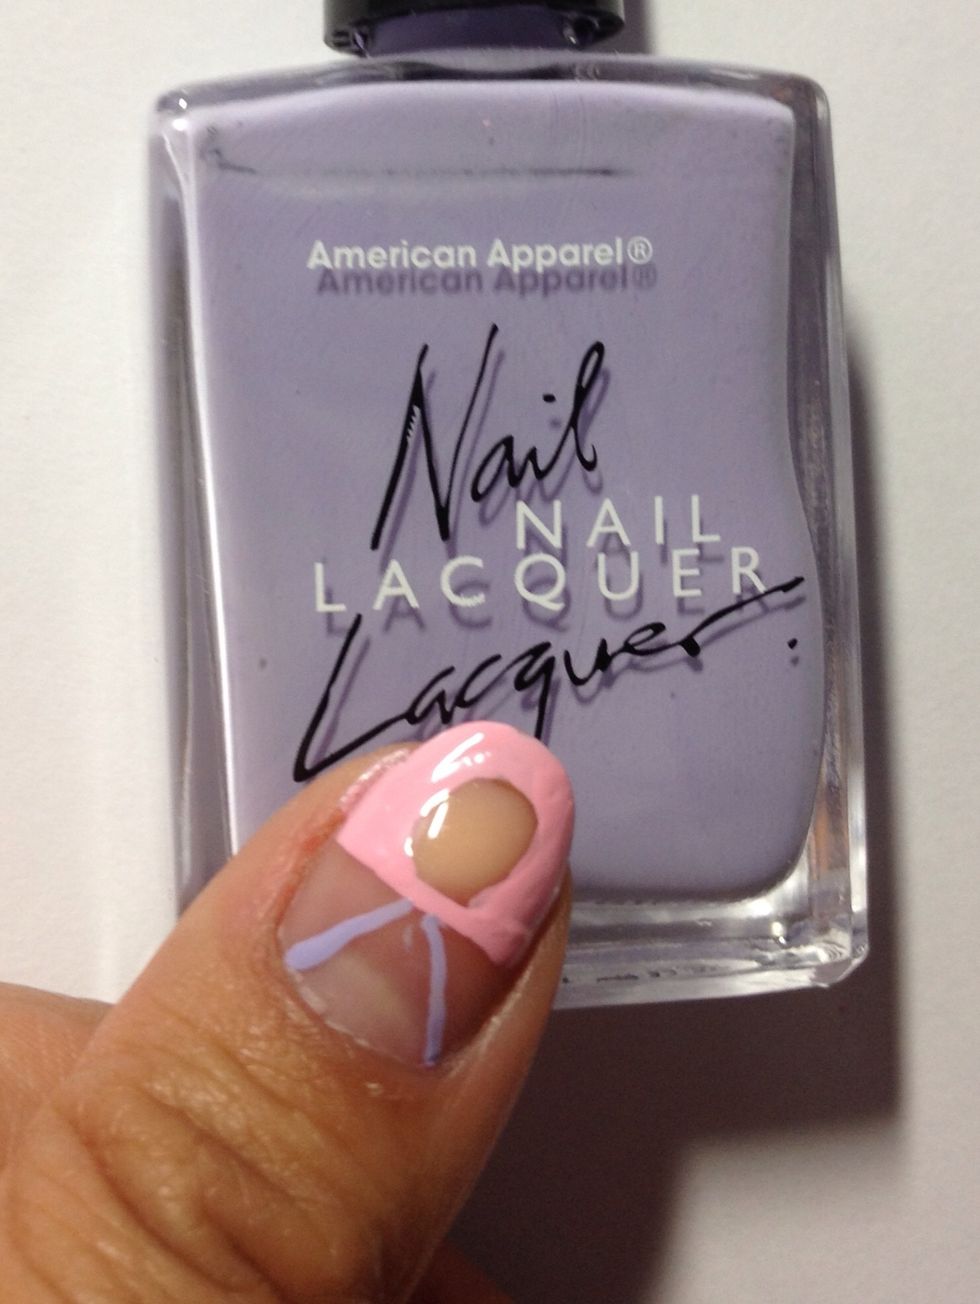 American Apparel®
Nail
NAIL
LACQUER
Lacquer.